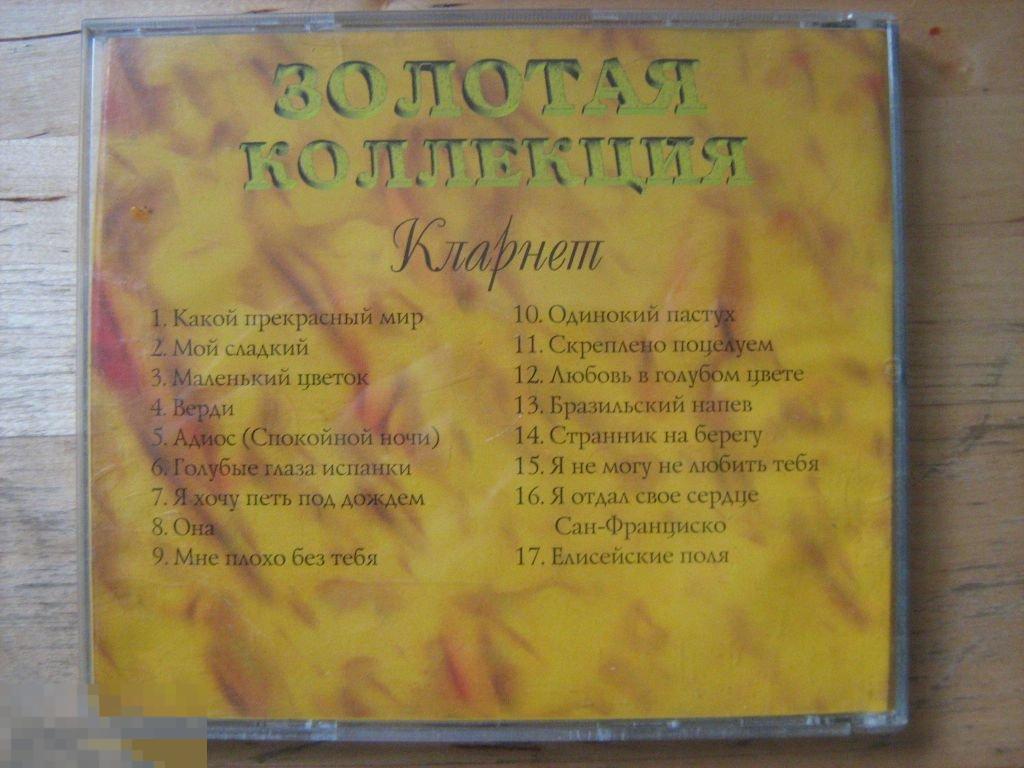 ЗОЛОТАЯ
КОЛЛЕКЦИЯ
Кларнет
1. Какой прекрасный мир
2. Мой сладкий
3. Маленький цветок
4. Верди
5. Адиос (Спокойной ночи)
6. Голубые глаза испанки
7. Я хочу петь под дождем
8. Она
9. Мне плохо без тебя
10. Одинокий пастух
11. Скреплено поцелуем
12. Любовь в голубом цвете
13. Бразильский напев
14. Странник на берегу
15. Я не могу не любить тебя
16. Я отдал свое сердце
Сан-Франциско
17. Елисейские поля